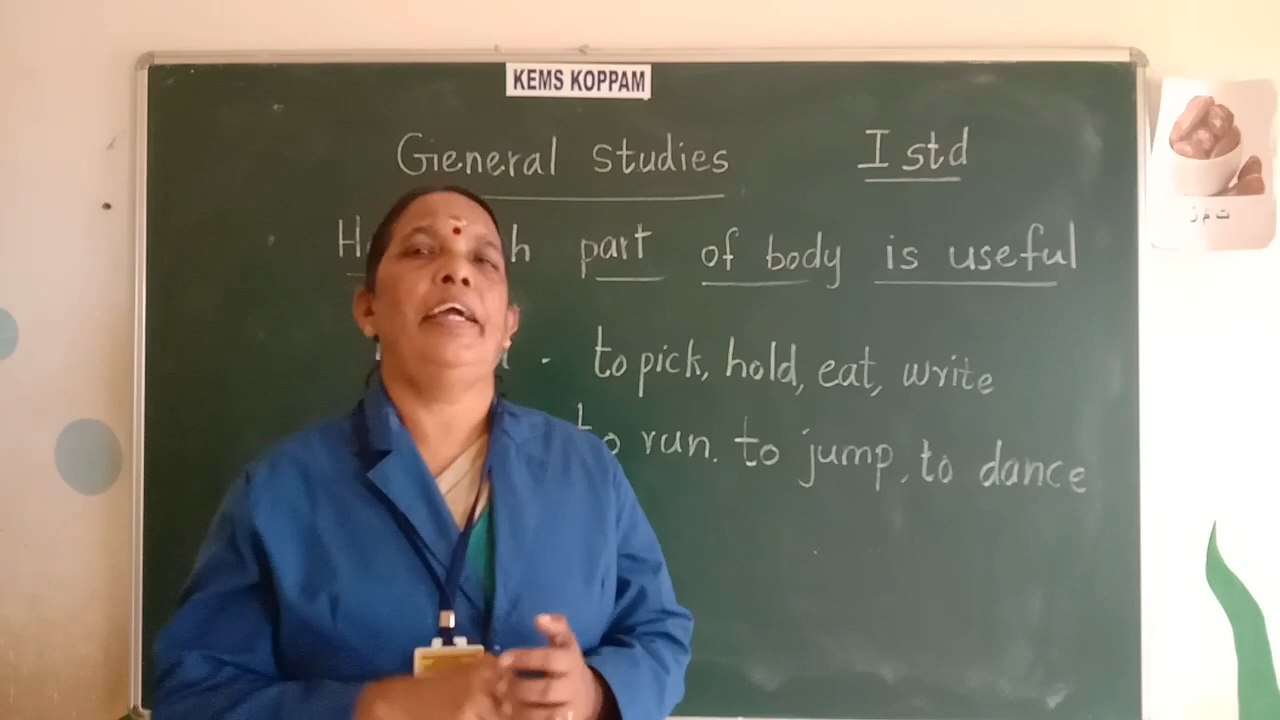 KEMS KOPPAM
General Studies I std
part of body is useful
to pick, hold, eat, write
to run. to jump, to dance
ت م ر